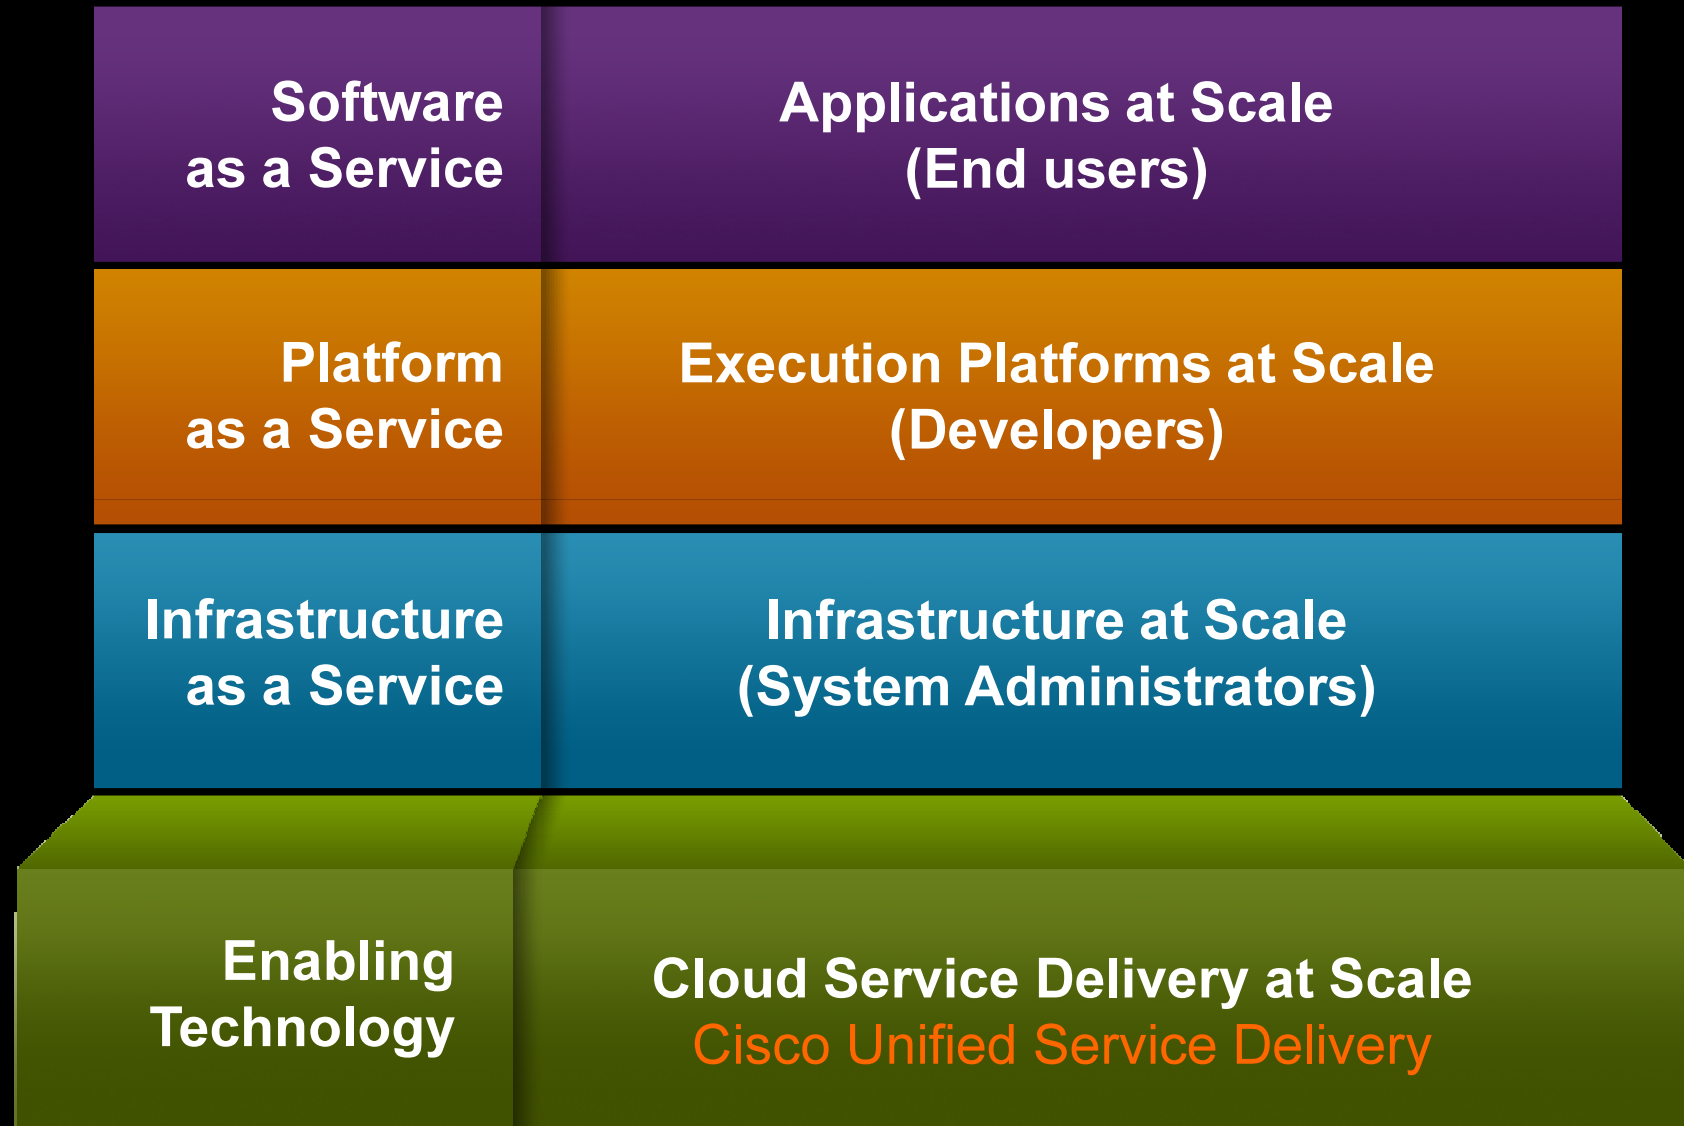 Software
as a Service
Applications at Scale
(End users)
Platform
as a Service
Execution Platforms at Scale
(Developers)
Infrastructure
as a Service
Infrastructure at Scale
(System Administrators)
Enabling
Technology
Cloud Service Delivery at Scale
Cisco Unified Service Delivery